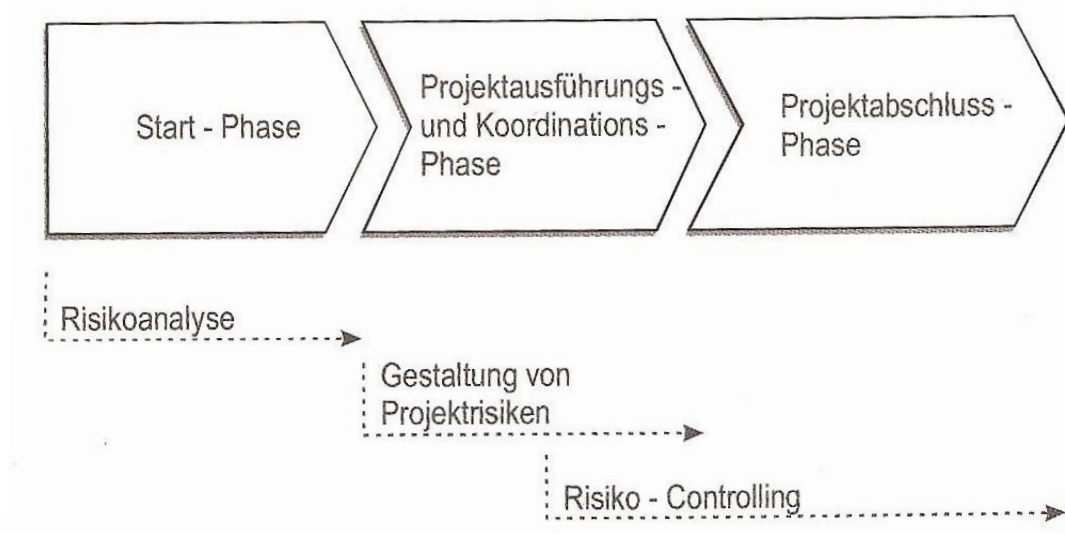 Start - Phase
Projektausführungs -
und Koordinations -
Phase
Projektabschluss -
Phase
Risikoanalyse
Gestaltung von
Projektrisiken
Risiko - Controlling